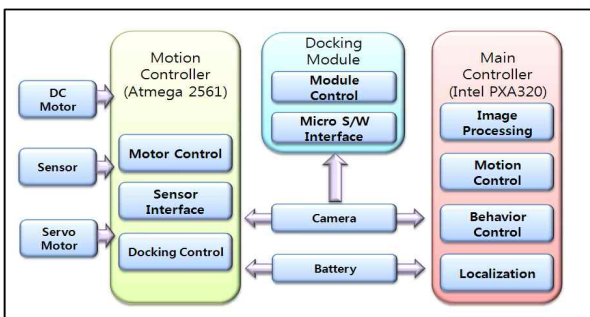 DC
Motor
Sensor
Servo
Motor
Motion
Controller
(Atmega 2561)
Motor Control
Sensor
Interface
Docking Control
Docking
Module
Module
Control
Micro S/W
Interface
Camera
Battery
Main
Controller
(Intel PXA320)
Image
Processing
Motion
Control
Behavior
Control
Localization